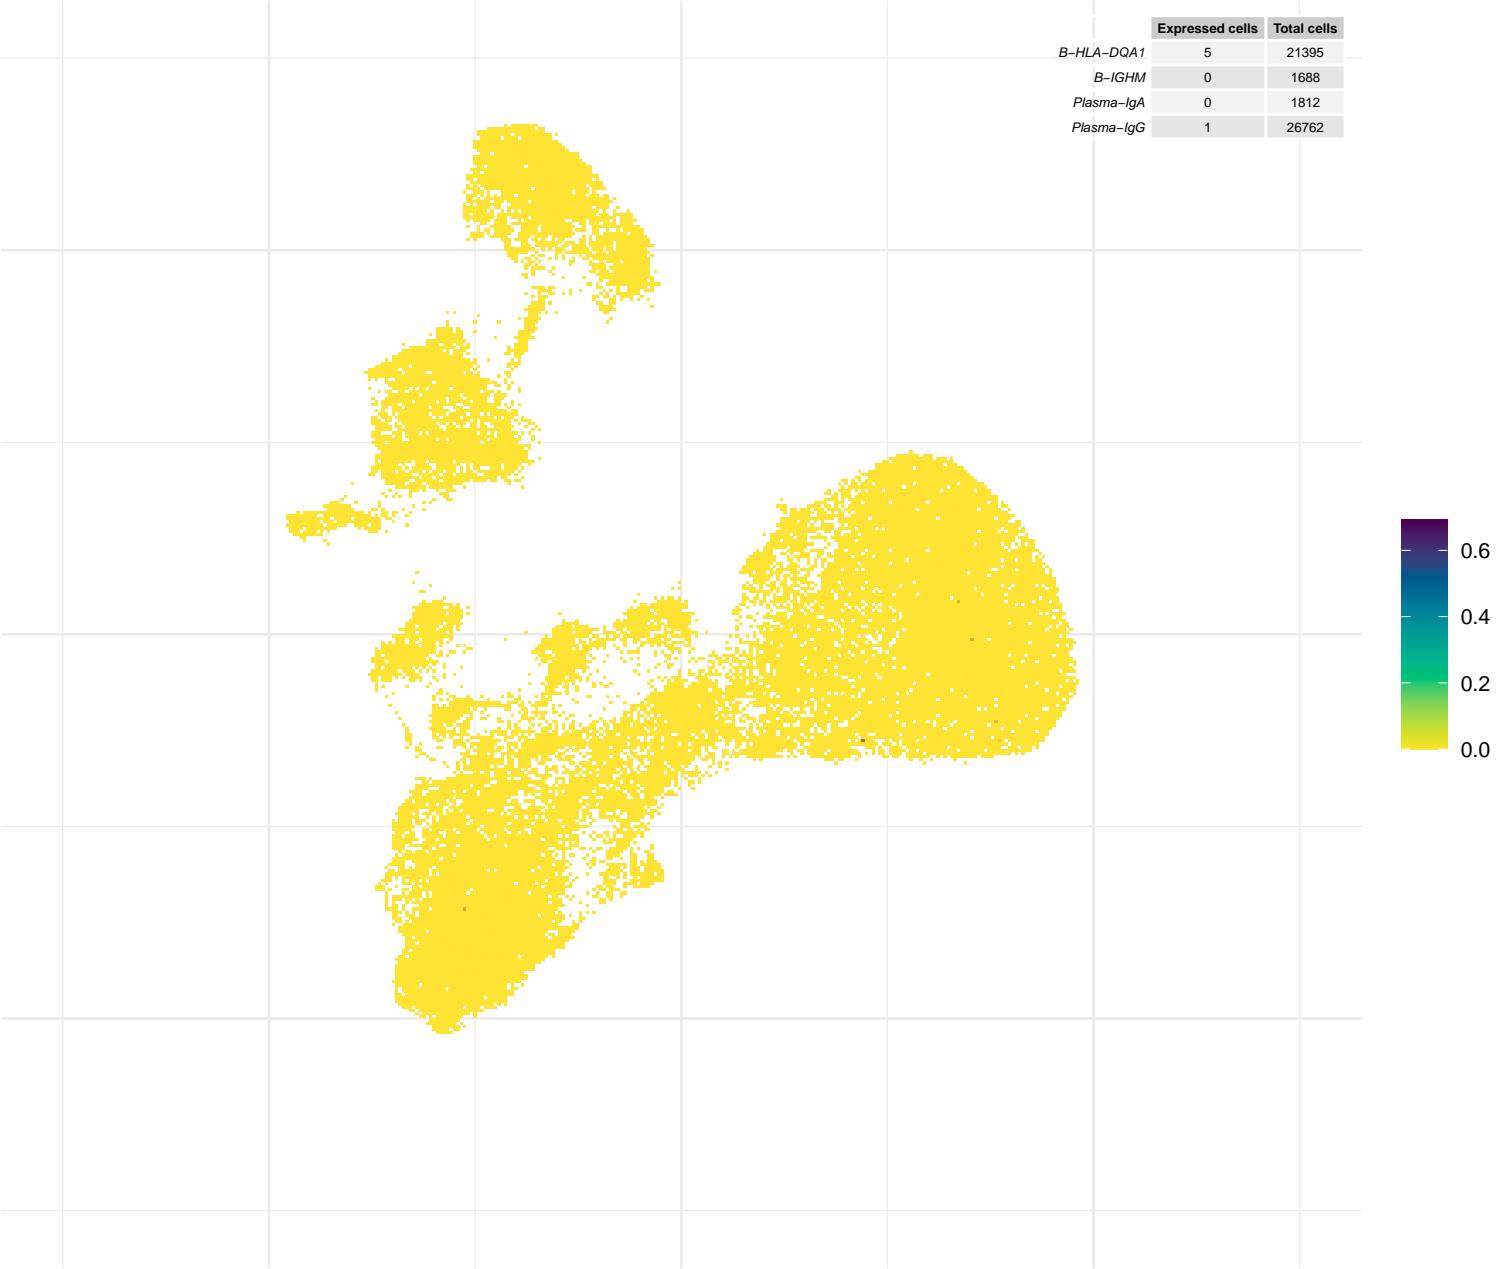 Expressed cells Total cells
B−HLA−DQA1 5 21395
B−IGHM 0 1688
Plasma−IgA 0 1812
Plasma−IgG 1 26762
0.6
0.4
0.2
0.0